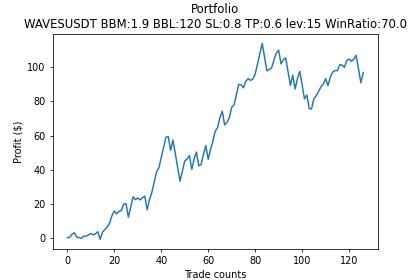 Portfolio
WAVESUSDT BBM:1.9 BBL:120 SL:0.8 TP:0.6 lev:15 WinRatio:70.0
100
80
60
40
20
0
Profit ($)
0 20 40 60 80 100 120
Trade counts